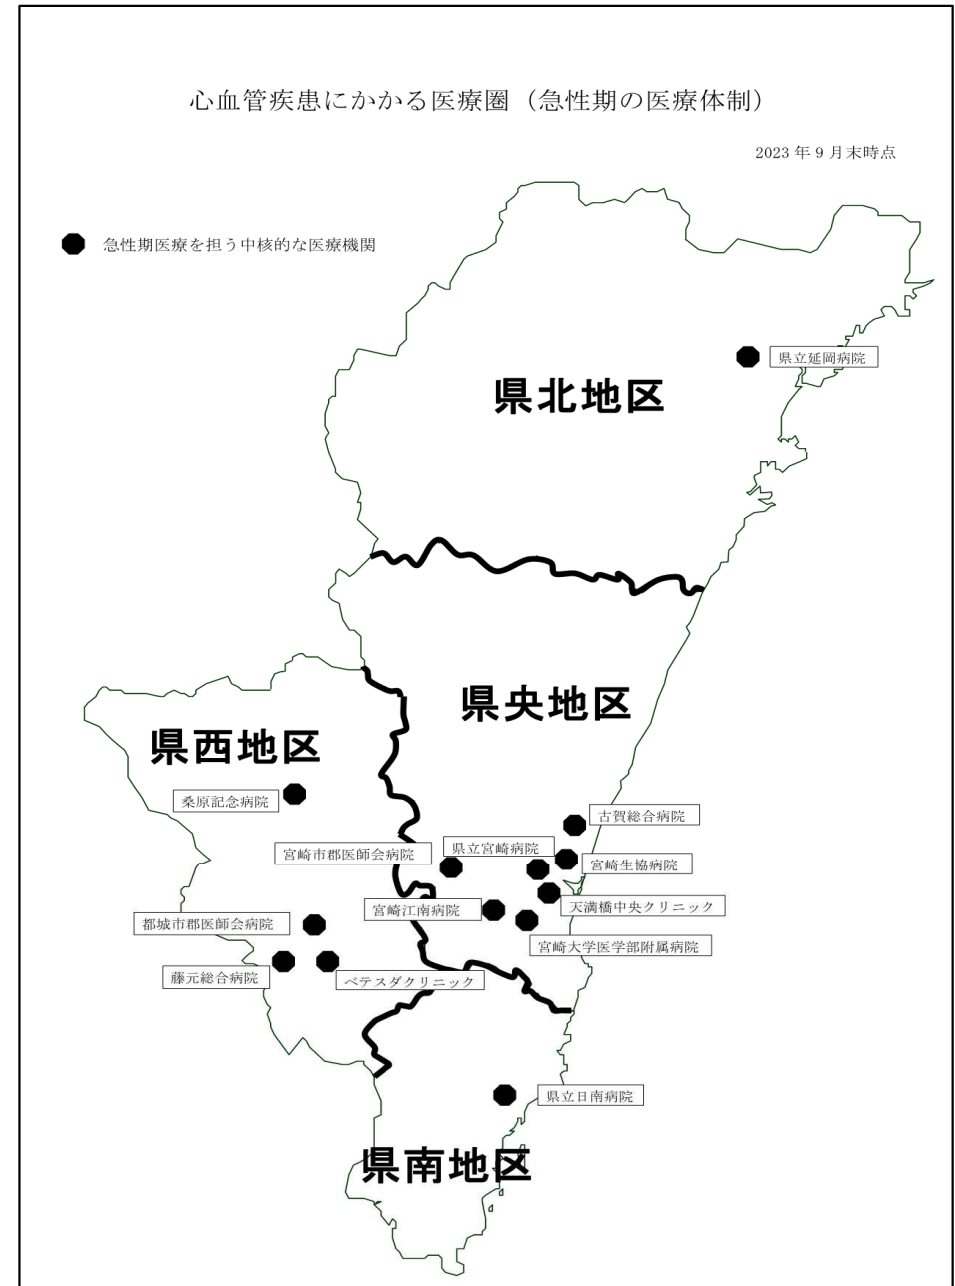 心血管疾患にかかる医療圏（急性期の医療体制）
2023 年 9 月末時点
急性期医療を担う中核的な医療機関
県立延岡病院
県北地区
県央地区
県西地区
桑原記念病院
古賀総合病院
県立宮崎病院
宮崎市郡医師会病院
宮崎生協病院
天満橋中央クリニック
宮崎江南病院
都城市郡医師会病院
宮崎大学医学部附属病院
藤元総合病院
ベテスダクリニック
県立日南病院
県南地区